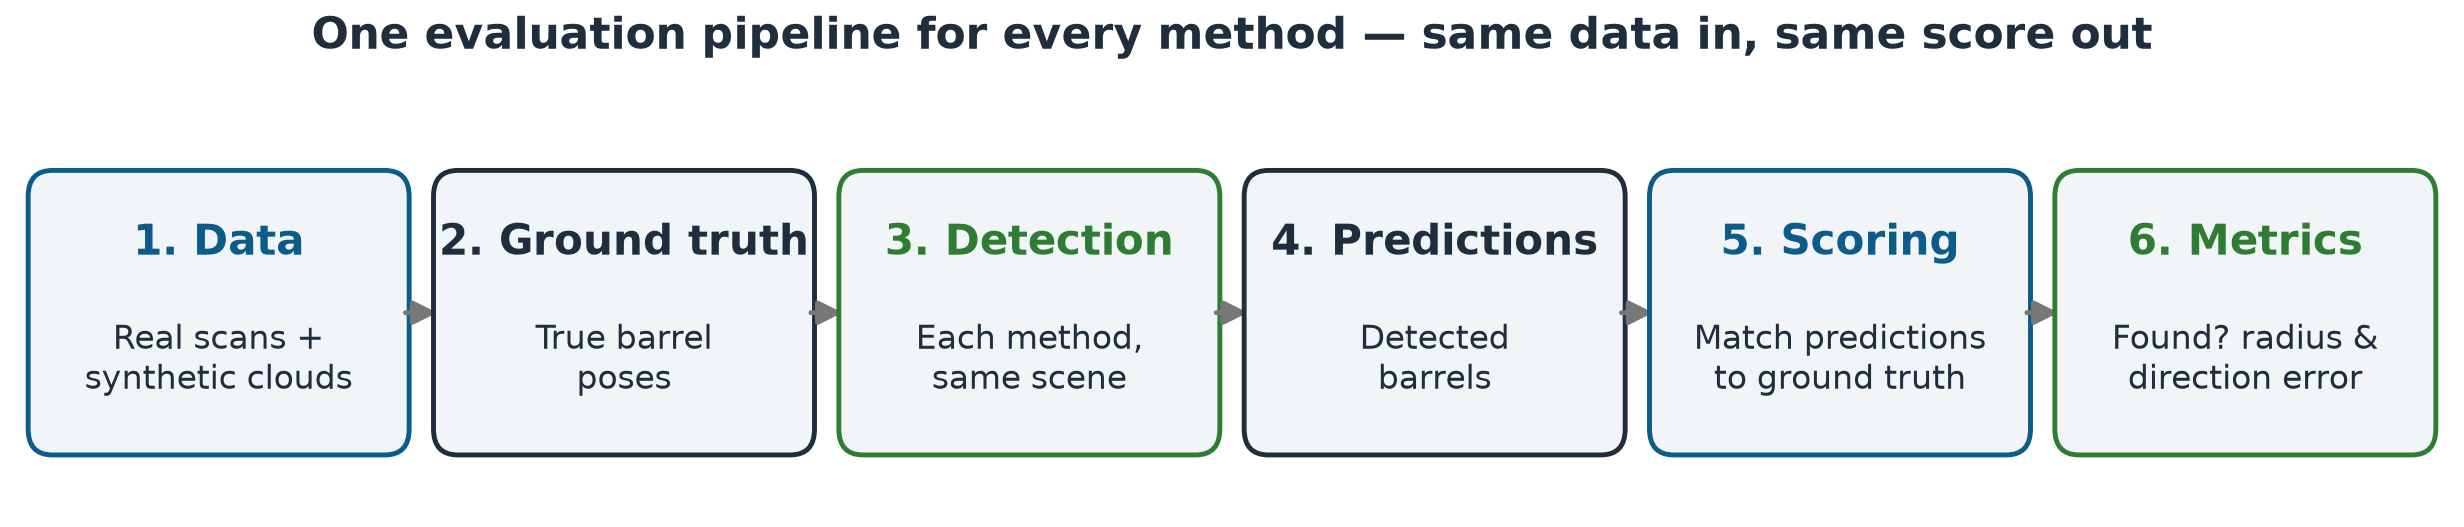 One evaluation pipeline for every method — same data in, same score out
1. Data
Real scans +
synthetic clouds
2. Ground truth
True barrel
poses
3. Detection
Each method,
same scene
4. Predictions
Detected
barrels
5. Scoring
Match predictions
to ground truth
6. Metrics
Found? radius &
direction error